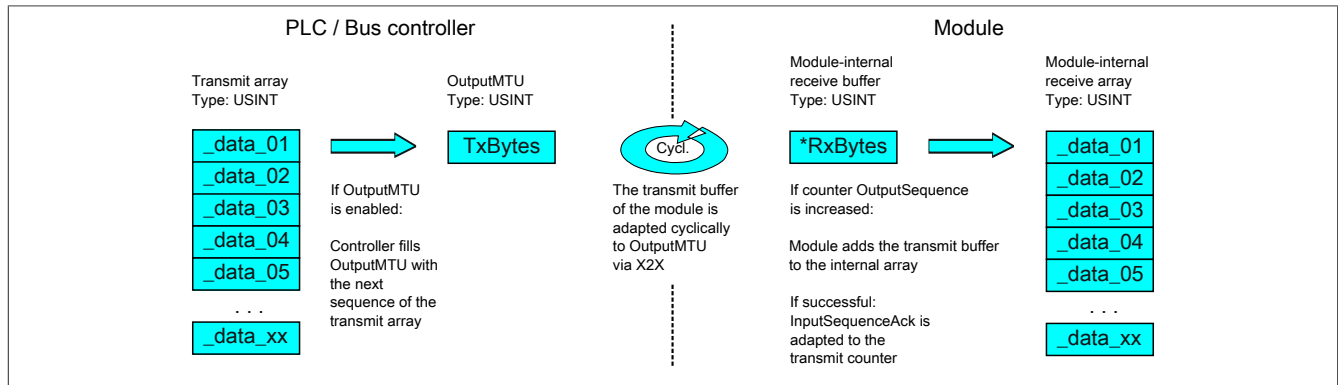 PLC / Bus controller
Module
Transmit array
Type: USINT
OutputMTU
Type: USINT
Module-internal
receive buffer
Type: USINT
Module-internal
receive array
Type: USINT
_data_01
_data_02
_data_03
_data_04
_data_05
. . .
_data_xx
TxBytes
If OutputMTU
is enabled:
Controller fills
OutputMTU with
the next
sequence of the
transmit array
Cycl.
The transmit buffer
of the module is
adapted cyclically
to OutputMTU
via X2X
*RxBytes
If counter OutputSequence
is increased:
Module adds the transmit buffer
to the internal array
If successful:
InputSequenceAck is
adapted to the
transmit counter
_data_01
_data_02
_data_03
_data_04
_data_05
. . .
_data_xx